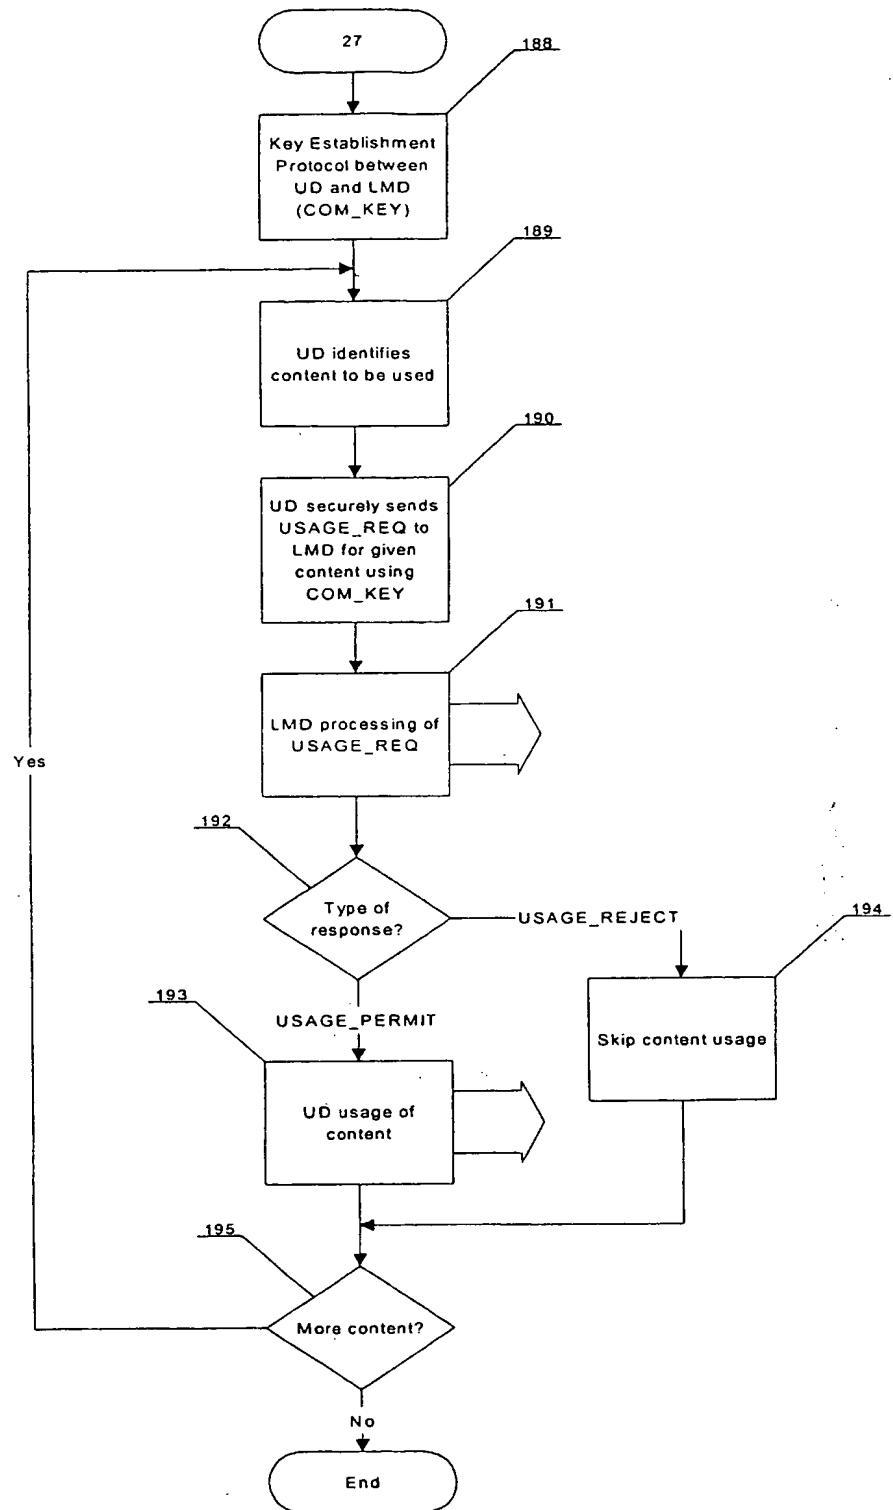 27
188
Key Establishment
Protocol between
UD and LMD
(COM_KEY)
189
UD identifies
content to be used
190
UD securely sends
USAGE_REQ to
LMD for given
content using
COM_KEY
191
LMD processing of
USAGE_REQ
Yes
192
Type of
response?
USAGE_REJECT
194
193
USAGE_PERMIT
Skip content usage
UD usage of
content
195
More content?
No
End